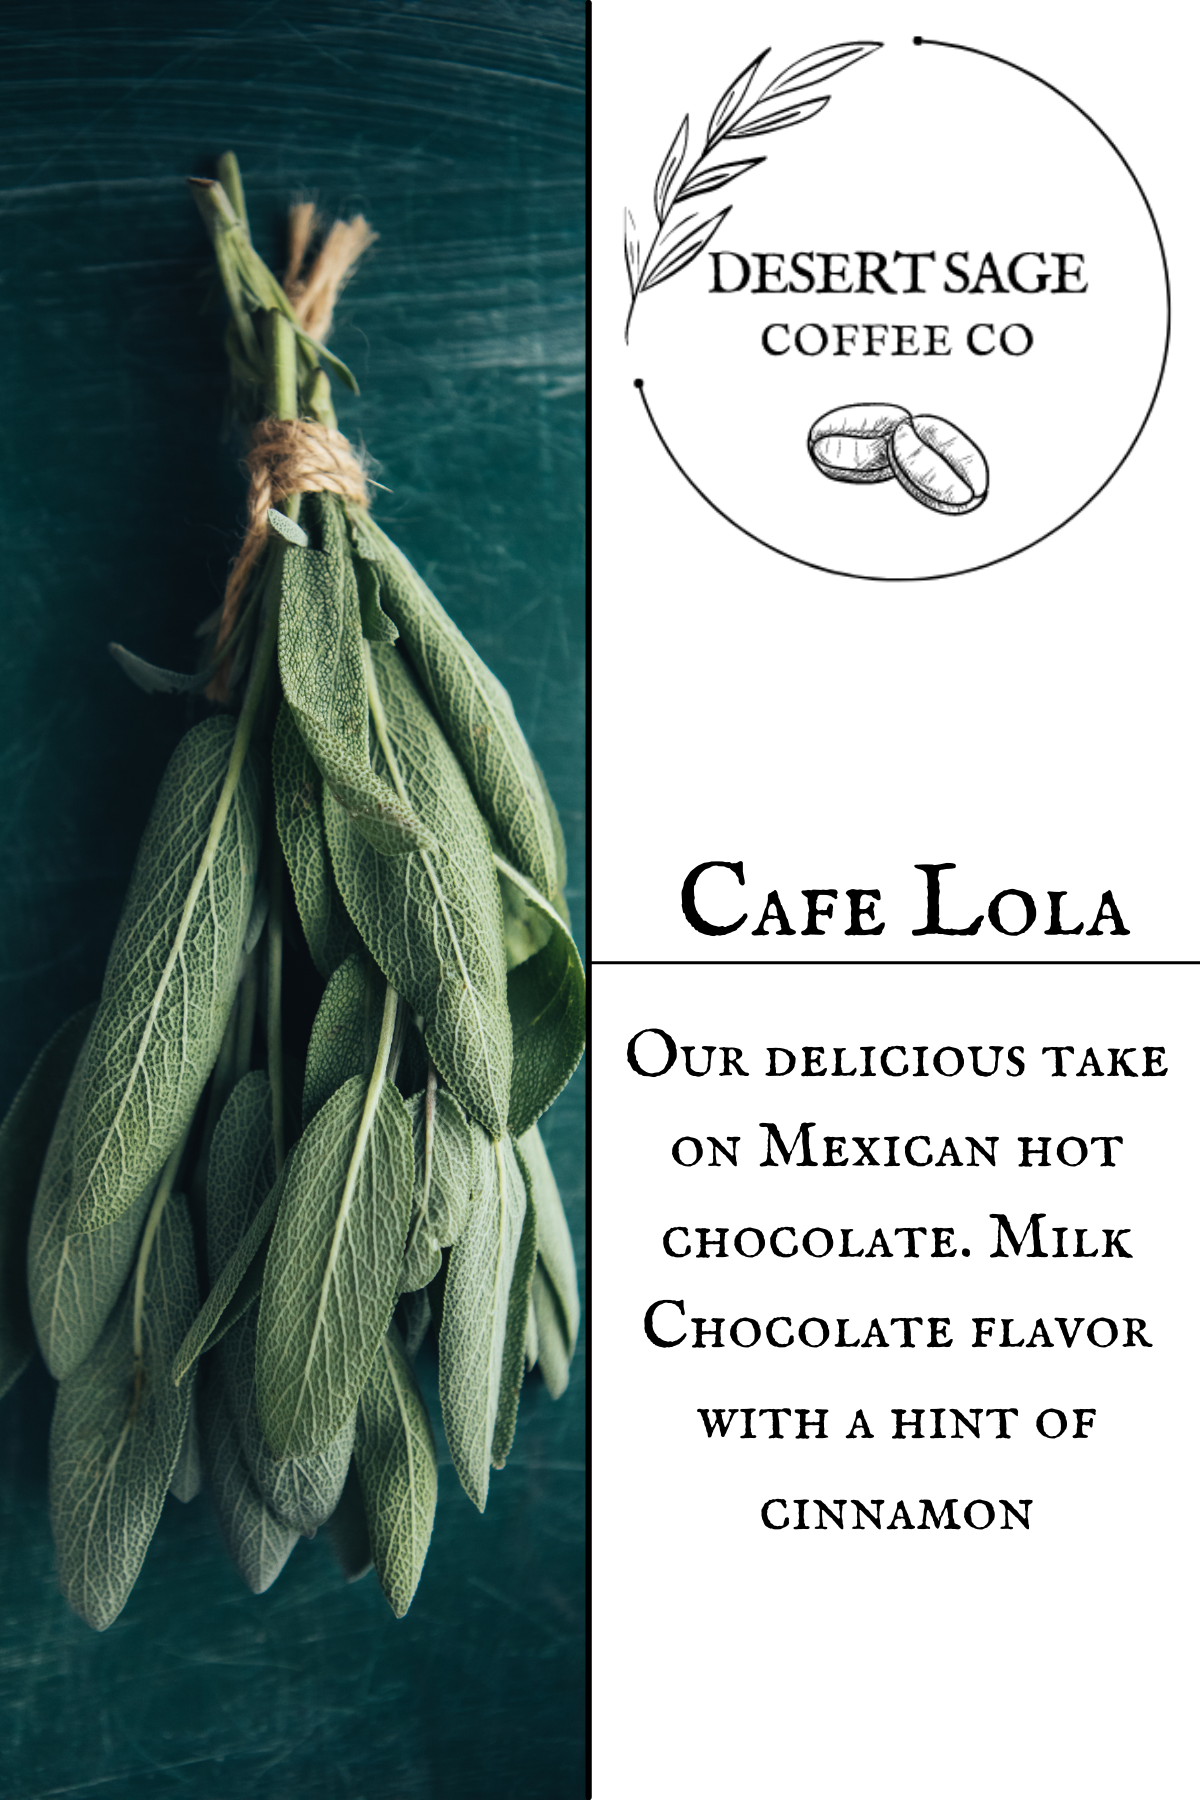 DESERT SAGE
COFFEE CO
Cafe Lola
Our delicious take
on Mexican hot
chocolate. Milk
Chocolate flavor
with a hint of
cinnamon